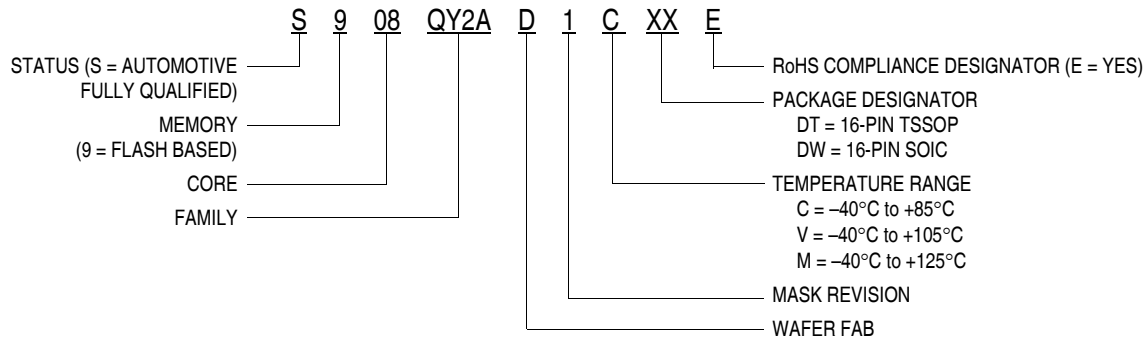 S 9 08 QY2A D 1 C XX E
STATUS (S = AUTOMOTIVE
FULLY QUALIFIED)
MEMORY
(9 = FLASH BASED)
CORE
FAMILY
RoHS COMPLIANCE DESIGNATOR (E = YES)
PACKAGE DESIGNATOR
DT = 16-PIN TSSOP
DW = 16-PIN SOIC
TEMPERATURE RANGE
C = –40°C to +85°C
V = –40°C to +105°C
M = –40°C to +125°C
MASK REVISION
WAFER FAB